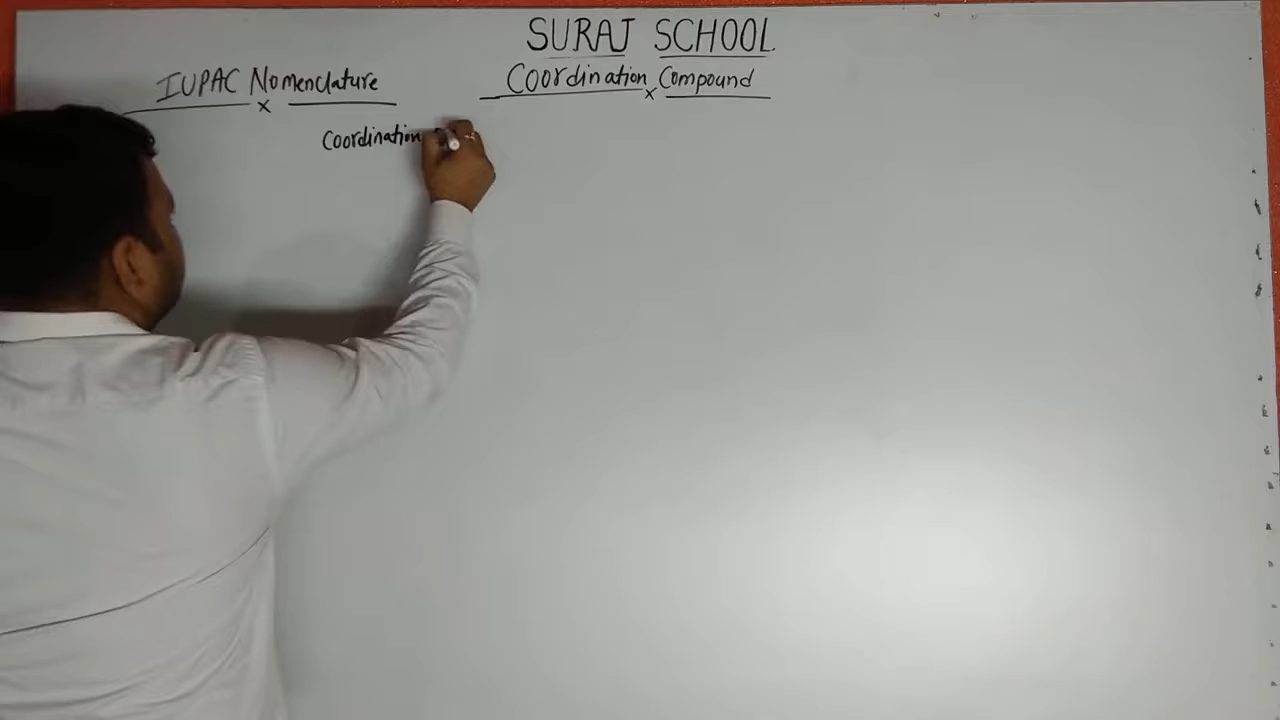 SURAJ SCHOOL.
IUPAC Nomenclature
Coordination Compound
Coordination